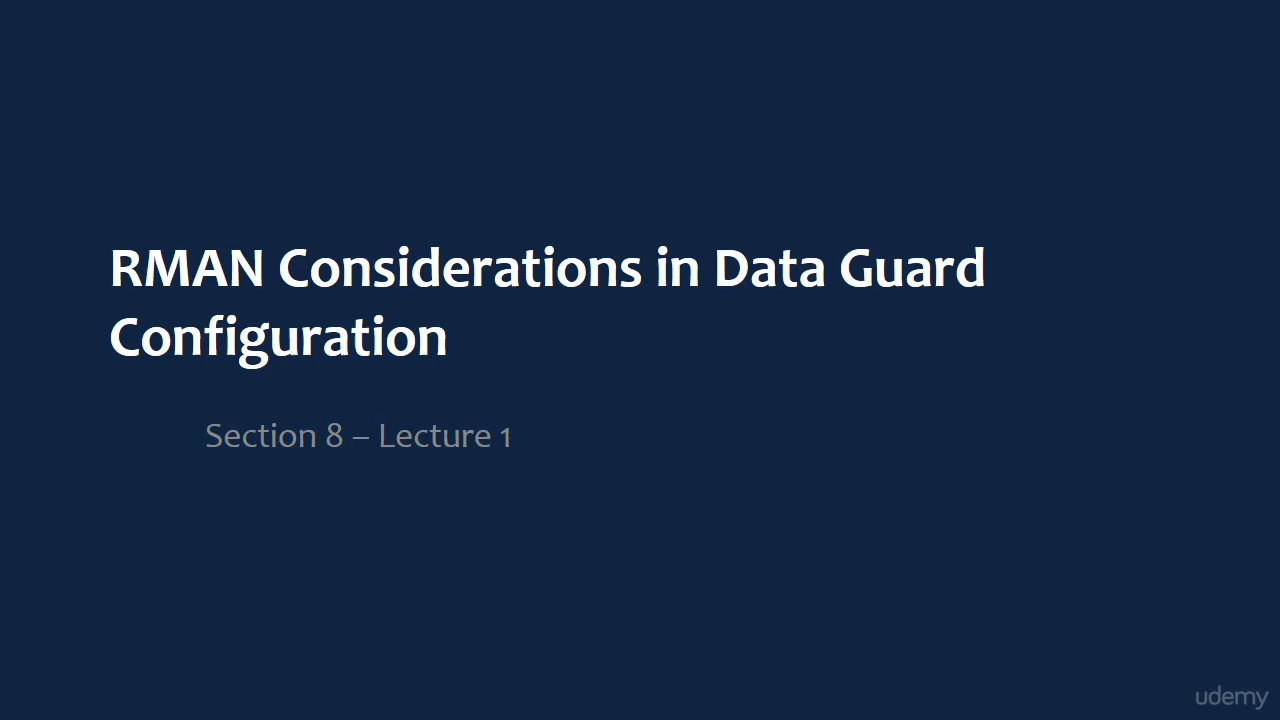 RMAN Considerations in Data Guard
Configuration
Section 8 – Lecture 1
udemy